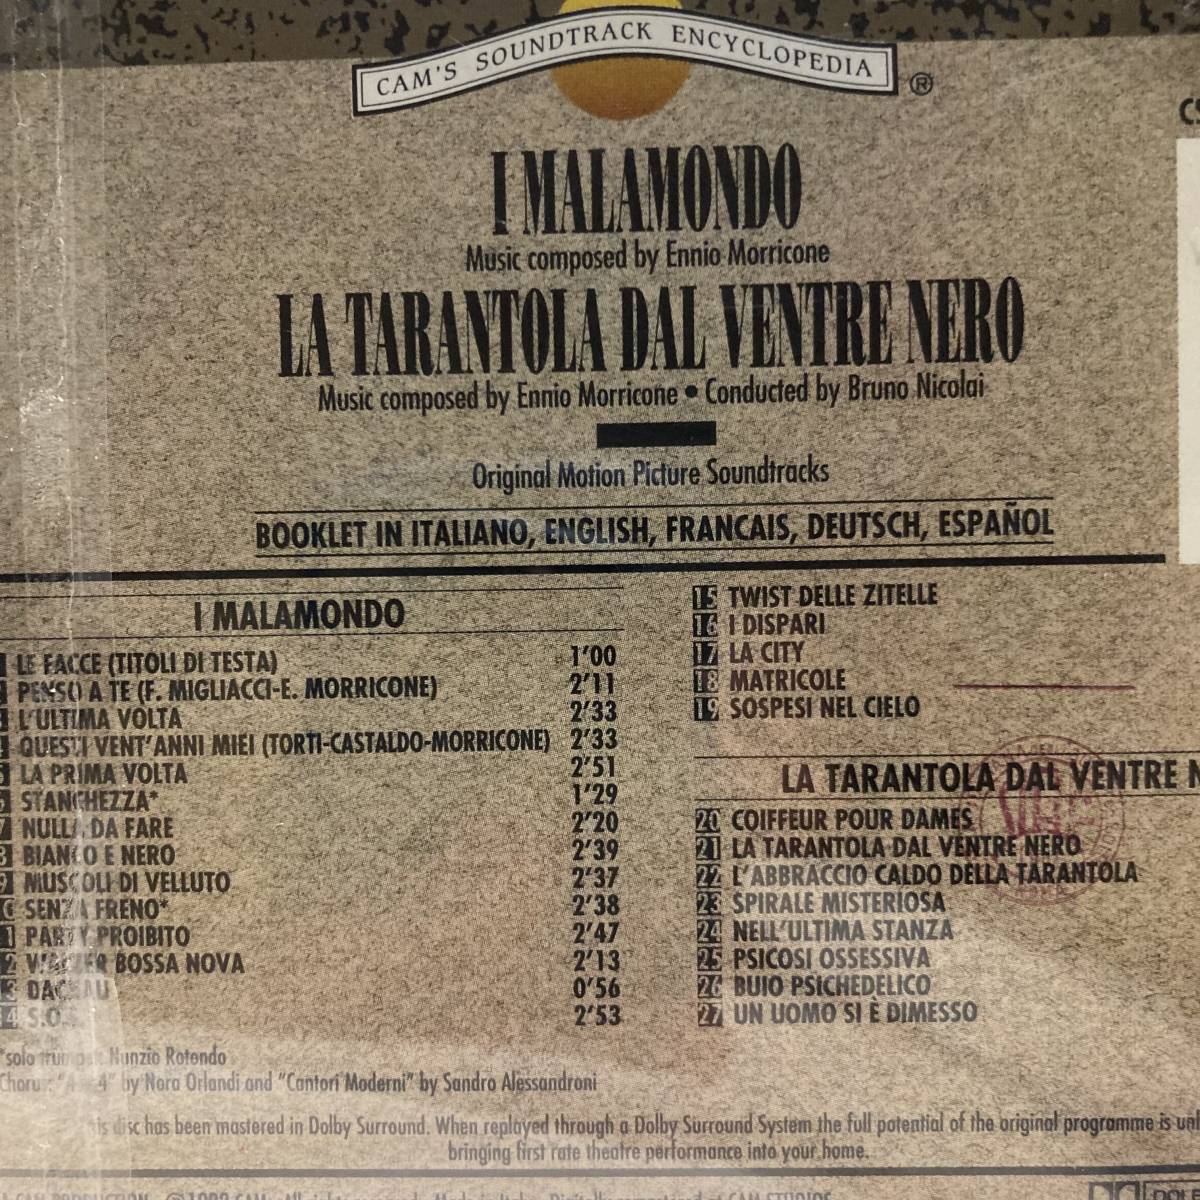 CAM'S SOUNDTRACK ENCYCLOPEDIA ®
I MALAMONDO
Music composed by Ennio Morricone
LA TARANTOLA DAL VENTRE NERO
Music composed by Ennio Morricone • Conducted by Bruno Nicolai
Original Motion Picture Soundtracks
BOOKLET IN ITALIANO, ENGLISH, FRANCAIS, DEUTSCH, ESPAÑOL
I MALAMONDO
LE FACCE (TITOLI DI TESTA) 1'00
PENSO A TE (F. MIGLIACCI-E. MORRICONE) 2'11
L'ULTIMA VOLTA 2'33
QUESTI VENT'ANNI MIEI (TORTI-CASTALDO-MORRICONE) 2'33
LA PRIMA VOLTA 2'51
STANCHEZZA* 1'29
7 NULLA DA FARE 2'20
8 BIANCO E NERO 2'39
9 MUSCOLI DI VELLUTO 2'37
SENZA FRENO* 2'38
PARTY PROIBITO 2'47
BOSSA NOVA 2'13
DACHAU 0'56
S.O.S. 2'53
*solo Nunzio Rotondo
by Nora Orlandi and "Cantori Moderni" by Sandro Alessandroni
15 TWIST DELLE ZITELLE
16 I DISPARI
17 LA CITY
18 MATRICOLE
19 SOSPESI NEL CIELO
LA TARANTOLA DAL VENTRE N
20 COIFFEUR POUR DAMES
21 LA TARANTOLA DAL VENTRE NERO
22 L'ABBRACCIO CALDO DELLA TARANTOLA
23 SPIRALE MISTERIOSA
24 NELL'ULTIMA STANZA
25 PSICOSI OSSESSIVA
26 BUIO PSICHEDELICO
27 UN UOMO SI È DIMESSO
disc has been mastered in Dolby Surround. When replayed through a Dolby Surround System the full potential of the original programme is
bringing first rate theatre performance into your home.